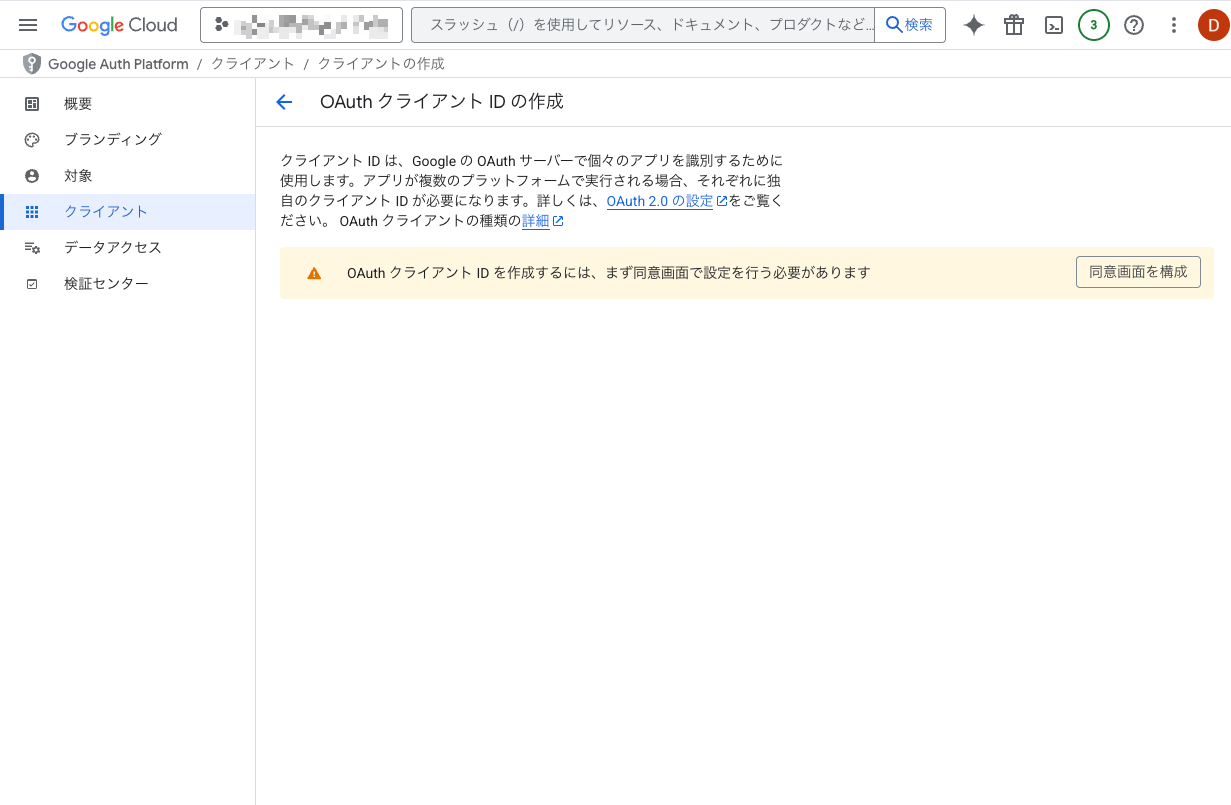 Google Cloud
スラッシュ（/）を使用してリソース、ドキュメント、プロダクトなど...
検索
3
D
Google Auth Platform / クライアント / クライアントの作成
概要
ブランディング
対象
クライアント
データアクセス
検証センター
OAuth クライアント ID の作成
クライアント ID は、Google の OAuth サーバーで個々のアプリを識別するために
使用します。アプリが複数のプラットフォームで実行される場合、それぞれに独
自のクライアント ID が必要になります。詳しくは、OAuth 2.0 の設定をご覧く
ださい。 OAuth クライアントの種類の詳細
OAuth クライアント ID を作成するには、まず同意画面で設定を行う必要があります
同意画面を構成